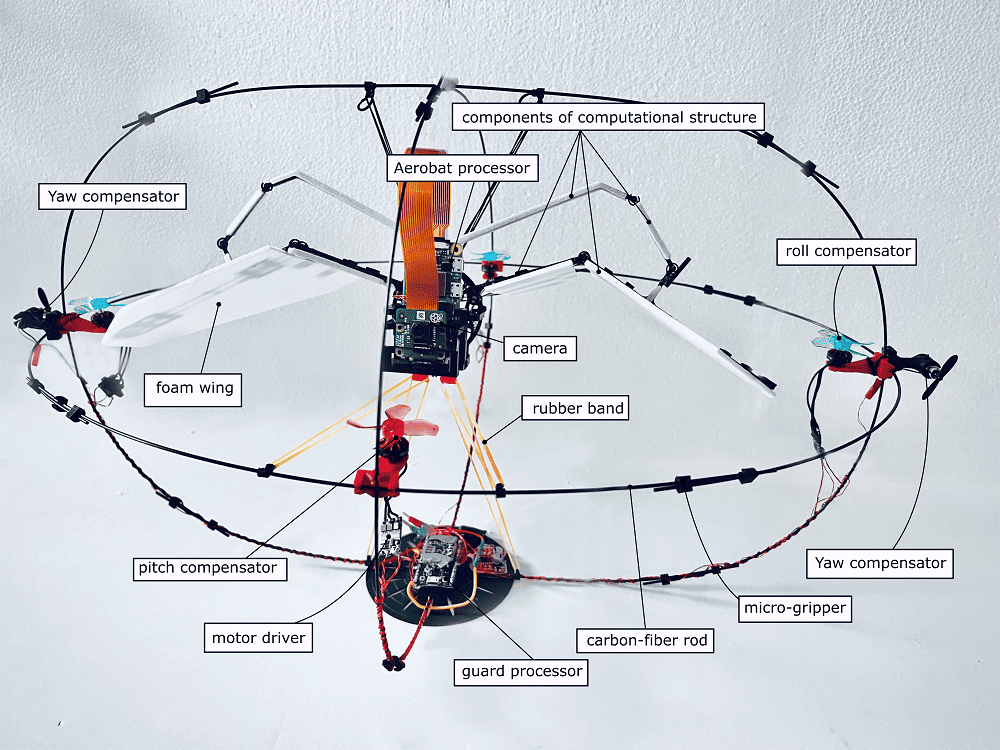 components of computational structure
Aerobat processor
Yaw compensator
roll compensator
camera
foam wing
rubber band
pitch compensator
Yaw compensator
micro-gripper
motor driver
carbon-fiber rod
guard processor